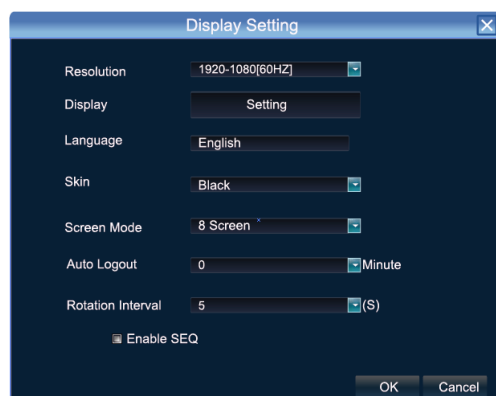 Display Setting
Resolution 1920-1080[60HZ]
Display Setting
Language English
Skin Black
Screen Mode 8 Screen
Auto Logout 0 Minute
Rotation Interval 5 (S)
Enable SEQ
OK Cancel